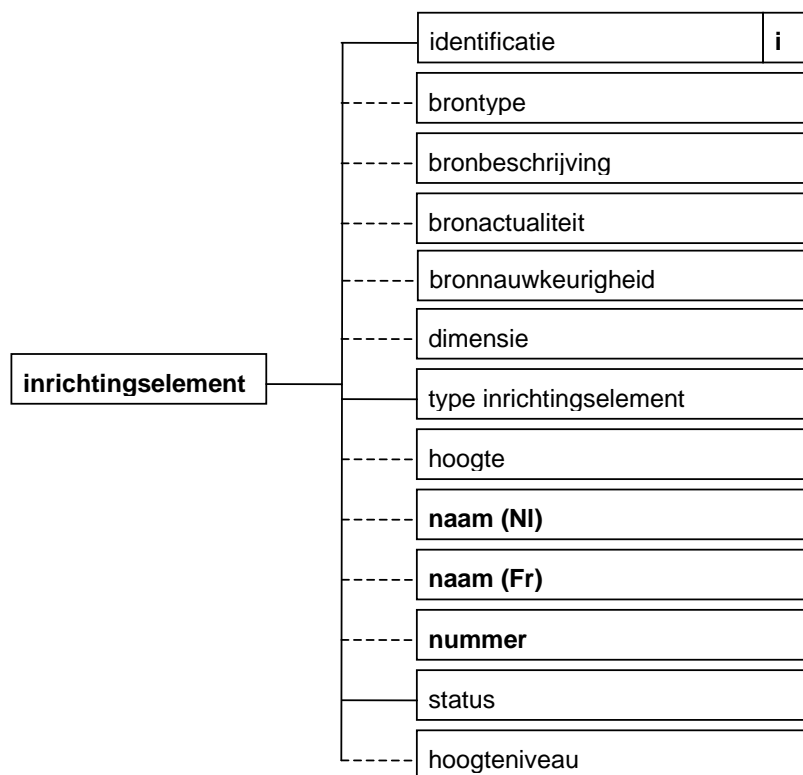 identificatie i
brontype
bronbeschrijving
bronactualiteit
bronnauwkeurigheid
dimensie
inrichtingselement
type inrichtingselement
hoogte
naam (Nl)
naam (Fr)
nummer
status
hoogteniveau